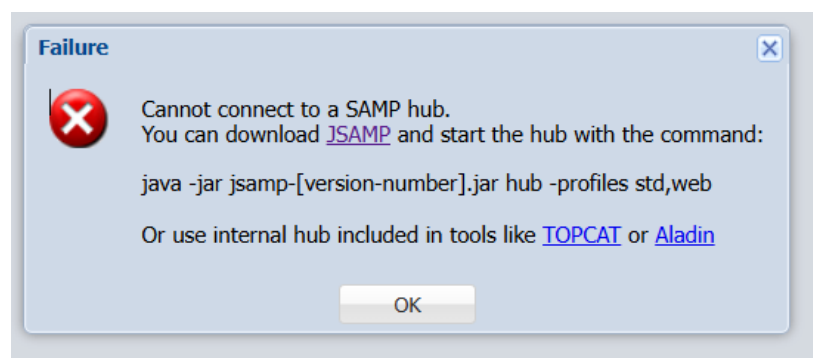 Failure
Cannot connect to a SAMP hub.
You can download JSAMP and start the hub with the command:
java -jar jsamp-[version-number].jar hub -profiles std,web
Or use internal hub included in tools like TOPCAT or Aladin
OK